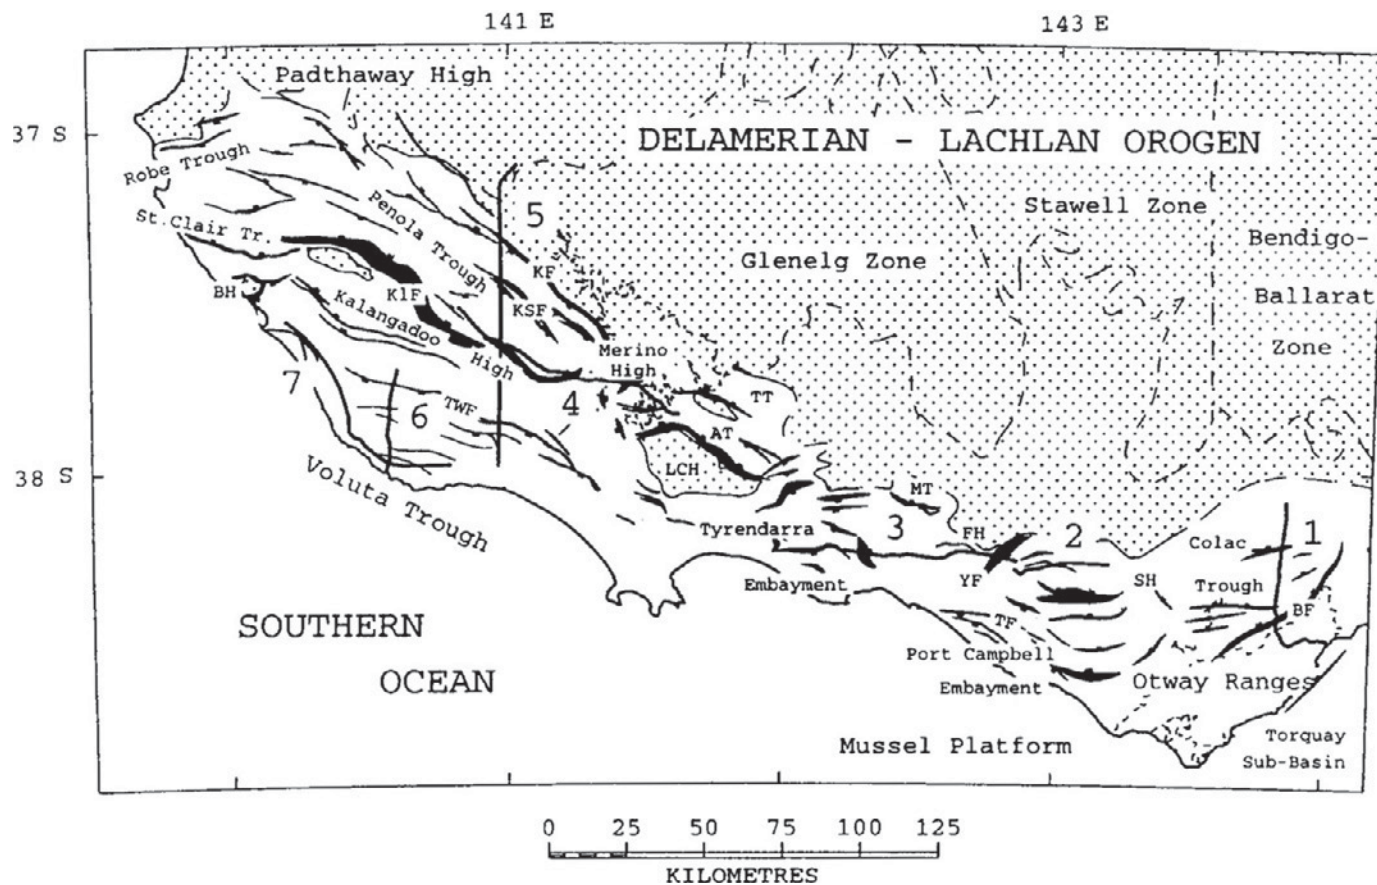 141 E
143 E
Padthaway High
37 S
DELAMERIAN - LACHLAN OROGEN
Robe Trough
Stawell Zone
5
Penola Trough
St.Clair Tr.
Bendigo-
Ballarat
Zone
Glenelg Zone
KF
BH
KlF
KSF
Kalangadoo
High
Merino
High
7
4
TT
TWF
6
AT
LCH
38 S
Voluta Trough
MT
Tyrendarra
3
FH
2
Colac
1
Embayment
YF
SH
Trough
BF
TF
SOUTHERN
OCEAN
Port Campbell
Embayment
Otway Ranges
Mussel Platform
Torquay
Sub-Basin
0 25 50 75 100 125
KILOMETRES